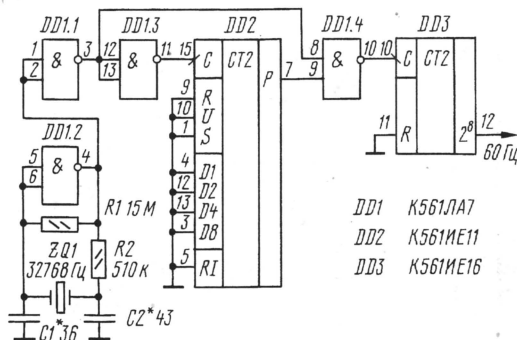 DD1.1 DD1.3 DD2 DD1.4 DD3
1 2 & 3 12 13 & 11 15 C CT2 8 9 & 10 10 C CT2
P 7
9 R
10 U
1 S
11 R 2⁸ 12
60 Гц
DD1.2
5 6 & 4
4 D1
12 D2
13 D4
3 D8
5 RI
R1 15 М
ZQ1
32768 Гц
R2
510 к
C1* 36
C2* 43
DD1 К561ЛА7
DD2 К561ИЕ11
DD3 К561ИЕ16